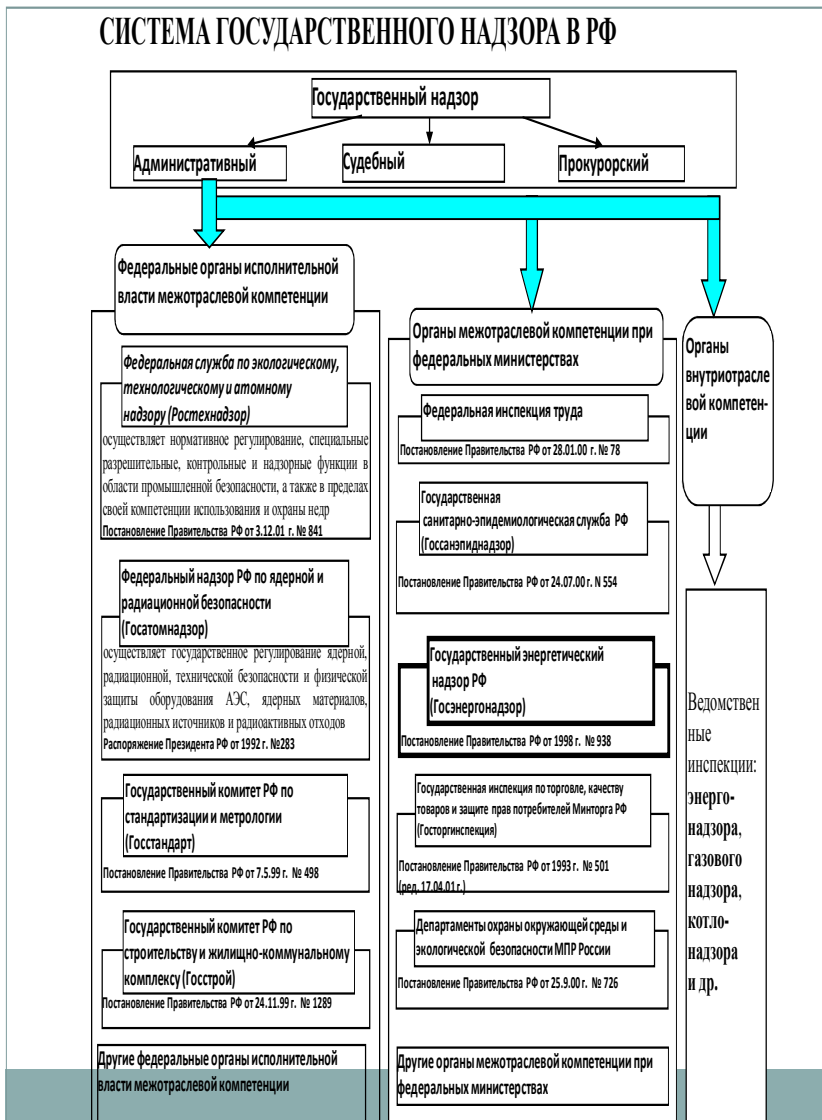 СИСТЕМА ГОСУДАРСТВЕННОГО НАДЗОРА В РФ
Государственный надзор
Административный
Судебный
Прокурорский
Федеральные органы исполнительной
власти межотраслевой компетенции
Федеральная служба по экологическому,
технологическому и атомному
надзору (Ростехнадзор)
осуществляет нормативное регулирование, специальные
разрешительные, контрольные и надзорные функции в
области промышленной безопасности, а также в пределах
своей компетенции использования и охраны недр
Постановление Правительства РФ от 3.12.01 г. № 841
Федеральный надзор РФ по ядерной и
радиационной безопасности
(Госатомнадзор)
осуществляет государственное регулирование ядерной,
радиационной, технической безопасности и физической
защиты оборудования АЭС, ядерных материалов,
радиационных источников и радиоактивных отходов
Распоряжение Президента РФ от 1992 г. №283
Государственный комитет РФ по
стандартизации и метрологии
(Госстандарт)
Постановление Правительства РФ от 7.5.99 г. № 498
Государственный комитет РФ по
строительству и жилищно-коммунальному
комплексу (Госстрой)
Постановление Правительства РФ от 24.11.99 г. № 1289
Другие федеральные органы исполнительной
власти межотраслевой компетенции
Органы межотраслевой компетенции при
федеральных министерствах
Федеральная инспекция труда
Постановление Правительства РФ от 28.01.00 г. № 78
Государственная
санитарно-эпидемиологическая служба РФ
(Госсанэпиднадзор)
Постановление Правительства РФ от 24.07.00 г. N 554
Государственный энергетический
надзор РФ
(Госэнергонадзор)
Постановление Правительства РФ от 1998 г. № 938
Государственная инспекция по торговле, качеству
товаров и защите прав потребителей Минторга РФ
(Госторгинспекция)
Постановление Правительства РФ от 1993 г. № 501
(ред. 17.04.01 г.)
Департаменты охраны окружающей среды и
экологической безопасности МПР России
Постановление Правительства РФ от 25.9.00 г. № 726
Другие органы межотраслевой компетенции при
федеральных министерствах
Органы
внутриотрасле
вой компетен-
ции
Ведомствен
ные
инспекции:
энерго-
надзора,
газового
надзора,
котло-
надзора
и др.